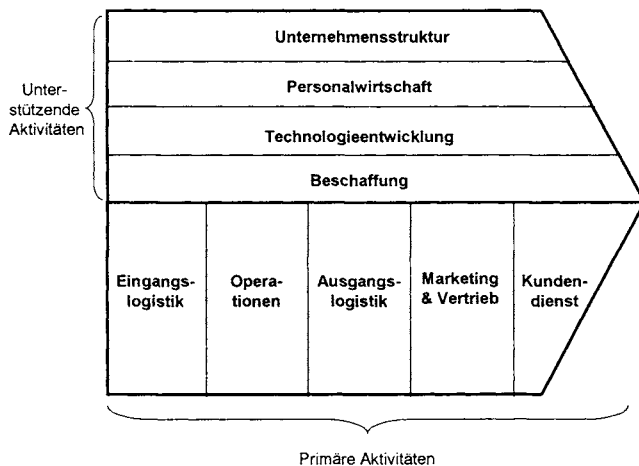 Unternehmensstruktur
Personalwirtschaft
Technologieentwicklung
Beschaffung
Unter-
stützende
Aktivitäten
Eingangs-
logistik
Opera-
tionen
Ausgangs-
logistik
Marketing
& Vertrieb
Kunden-
dienst
Primäre Aktivitäten